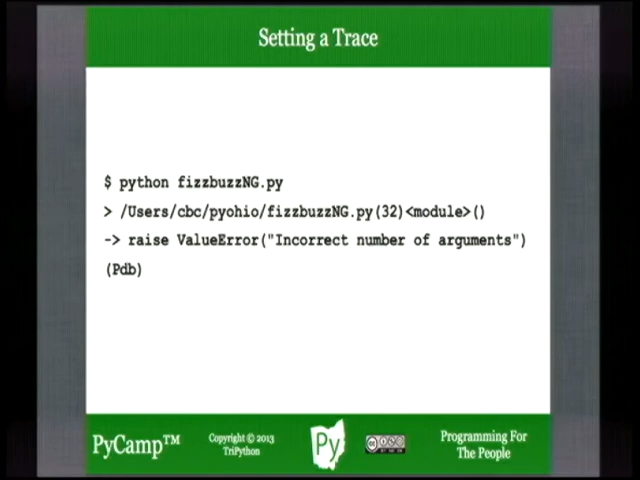 Setting a Trace
$ python fizzbuzzNG.py
> /Users/cbc/pyohio/fizzbuzzNG.py(32)<module>()
-> raise ValueError("Incorrect number of arguments")
(Pdb)
PyCamp™
Copyright © 2013
TriPython
Py
Programming For
The People